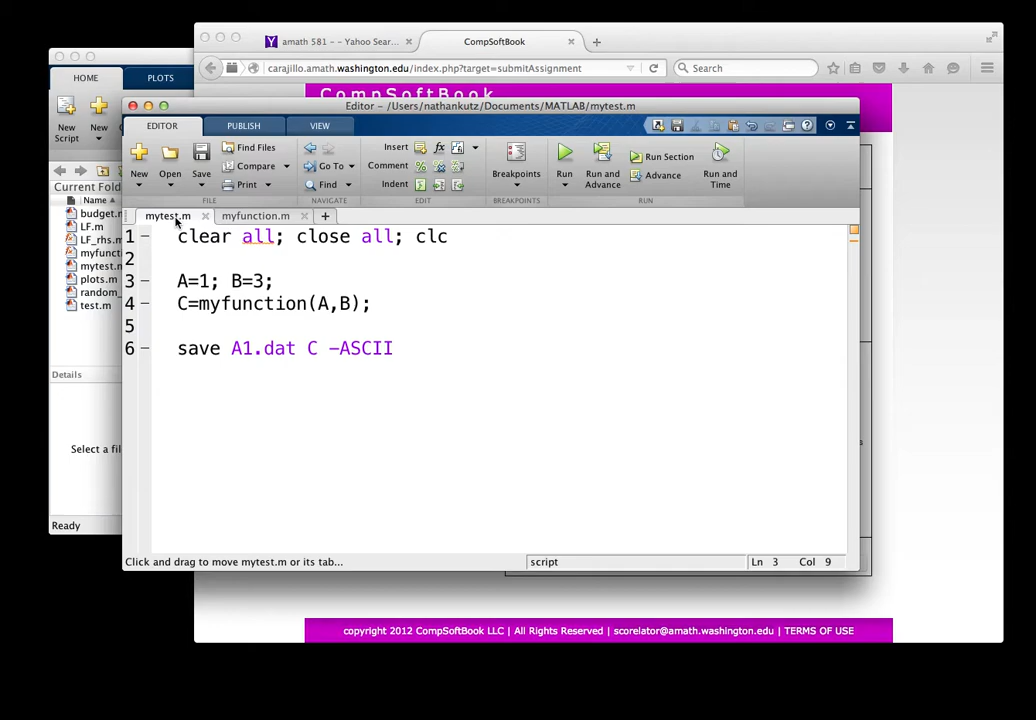 amath 581 - - Yahoo Sear...
CompSoftBook
carajillo.amath.washington.edu/index.php?target=submitAssignment
Search
CompSoftBook
HOME
PLOTS
New
Script
New
Current Fold
Name
budget.m
LF.m
LF_rhs.m
myfuncti
mytest.m
plots.m
random_
test.m
Details
Select a fil
Ready
Editor - /Users/nathankutz/Documents/MATLAB/mytest.m
EDITOR
PUBLISH
VIEW
New
Open
Save
Find Files
Compare
Print
FILE
Go To
Find
NAVIGATE
Insert
Comment
Indent
EDIT
Breakpoints
BREAKPOINTS
Run
Run and
Advance
Run Section
Advance
Run and
Time
RUN
mytest.m
myfunction.m
1 clear all; close all; clc
2
3 A=1; B=3;
4 C=myfunction(A,B);
5
6 save A1.dat C -ASCII
Click and drag to move mytest.m or its tab...
script
Ln 3 Col 9
copyright 2012 CompSoftBook LLC | All Rights Reserved | scorelator@amath.washington.edu | TERMS OF USE